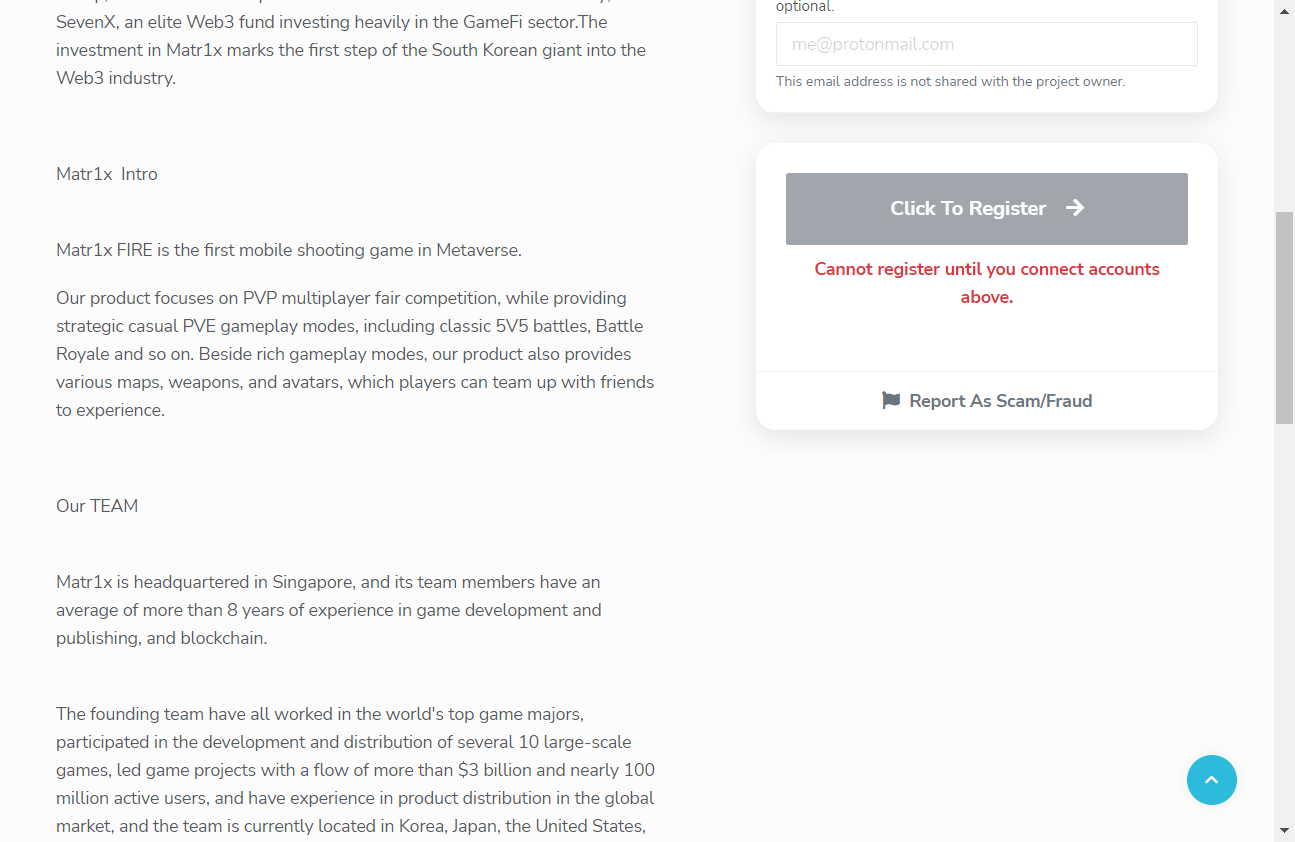 SevenX, an elite Web3 fund investing heavily in the GameFi sector.The
investment in Matr1x marks the first step of the South Korean giant into the
Web3 industry.
Matr1x  Intro
Matr1x FIRE is the first mobile shooting game in Metaverse.
Our product focuses on PVP multiplayer fair competition, while providing
strategic casual PVE gameplay modes, including classic 5V5 battles, Battle
Royale and so on. Beside rich gameplay modes, our product also provides
various maps, weapons, and avatars, which players can team up with friends
to experience.
Our TEAM
Matr1x is headquartered in Singapore, and its team members have an
average of more than 8 years of experience in game development and
publishing, and blockchain.
The founding team have all worked in the world's top game majors,
participated in the development and distribution of several 10 large-scale
games, led game projects with a flow of more than $3 billion and nearly 100
million active users, and have experience in product distribution in the global
market, and the team is currently located in Korea, Japan, the United States,
optional.
me@protonmail.com
This email address is not shared with the project owner.
Click To Register
Cannot register until you connect accounts
above.
Report As Scam/Fraud